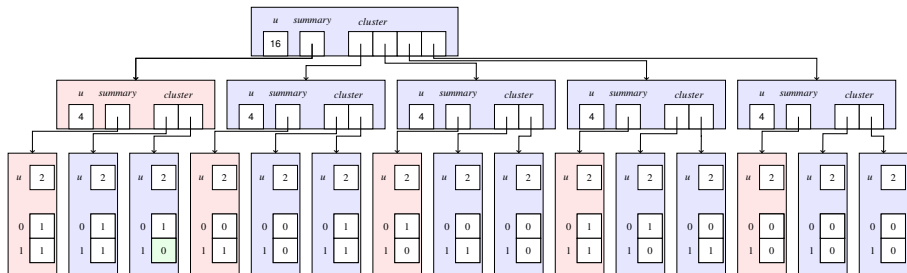 u summary cluster
16
u summary cluster u summary cluster u summary cluster u summary cluster u summary cluster
4 4 4 4 4
u 2 u 2 u 2 u 2 u 2 u 2 u 2 u 2 u 2 u 2 u 2 u 2 u 2 u 2 u 2
0 1 0 1 0 1 0 0 0 0 0 1 0 1 0 1 0 0 0 1 0 1 0 0 0 0 0 0 0 0
1 1 1 1 1 0 1 1 1 0 1 1 1 0 1 0 1 0 1 1 1 0 1 1 1 0 1 0 1 0